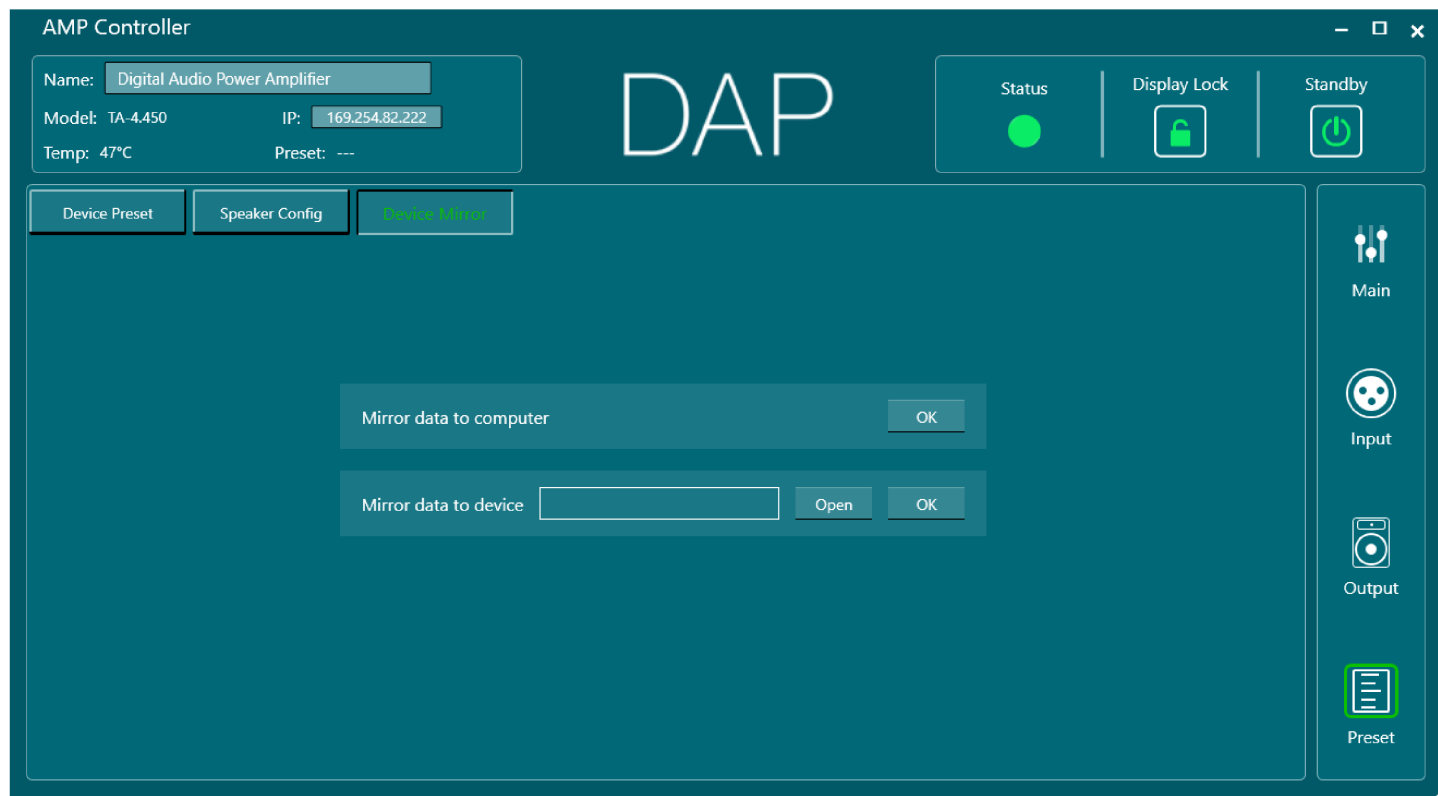 AMP Controller
Name: Digital Audio Power Amplifier
Model: TA-4.450 IP: 169.254.82.222
Temp: 47°C Preset: ---
DAP
Status Display Lock Standby
Device Preset Speaker Config Device Mirror
Mirror data to computer OK
Mirror data to device Open OK
Main
Input
Output
Preset